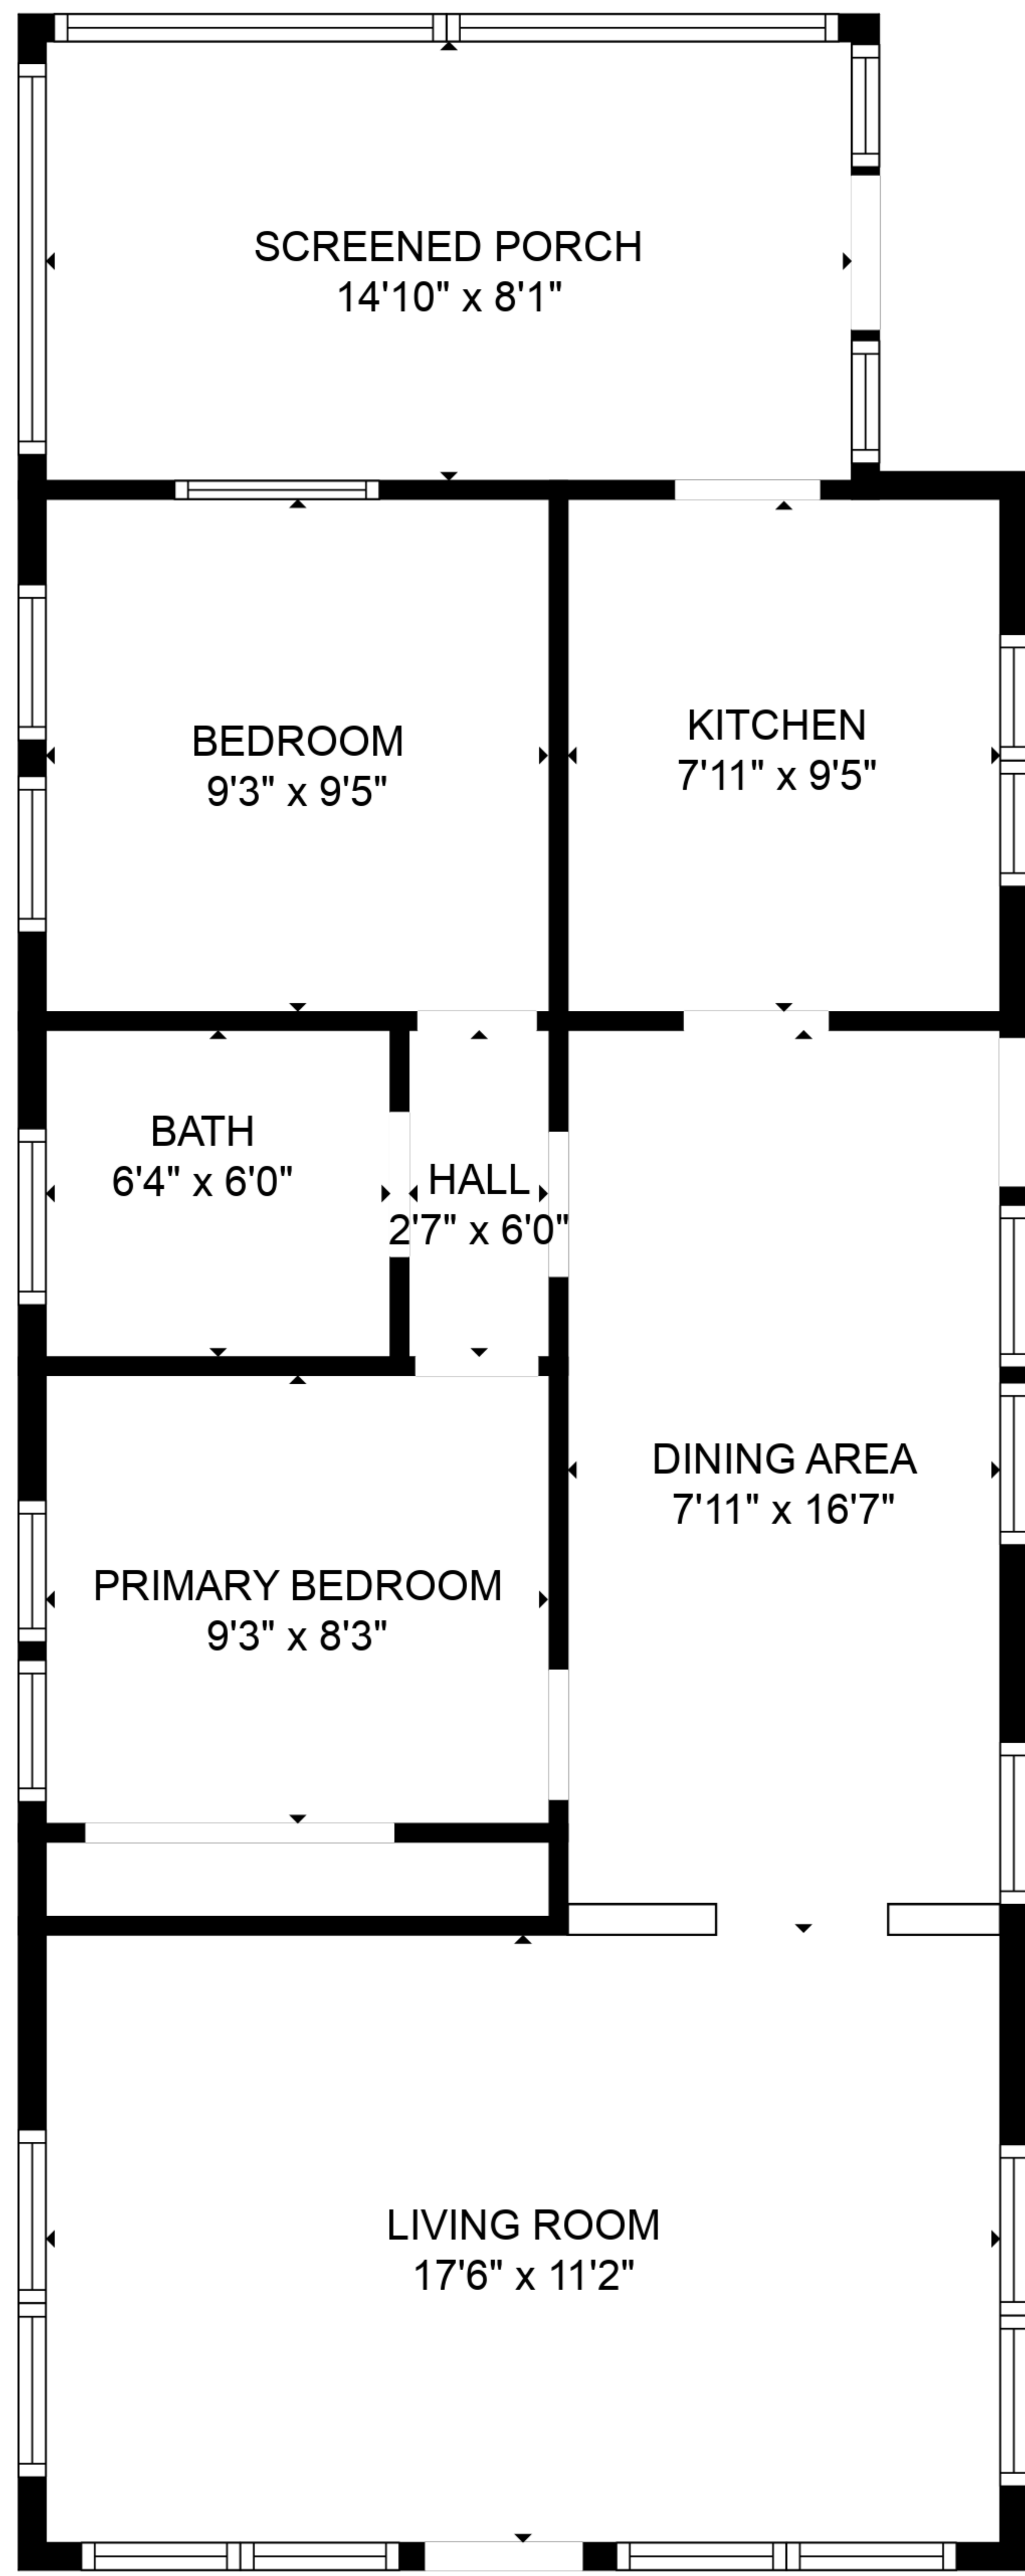 SCREENED PORCH
14'10" x 8'1"
BEDROOM
9'3" x 9'5"
KITCHEN
7'11" x 9'5"
BATH
6'4" x 6'0"
HALL
2'7" x 6'0"
DINING AREA
7'11" x 16'7"
PRIMARY BEDROOM
9'3" x 8'3"
LIVING ROOM
17'6" x 11'2"